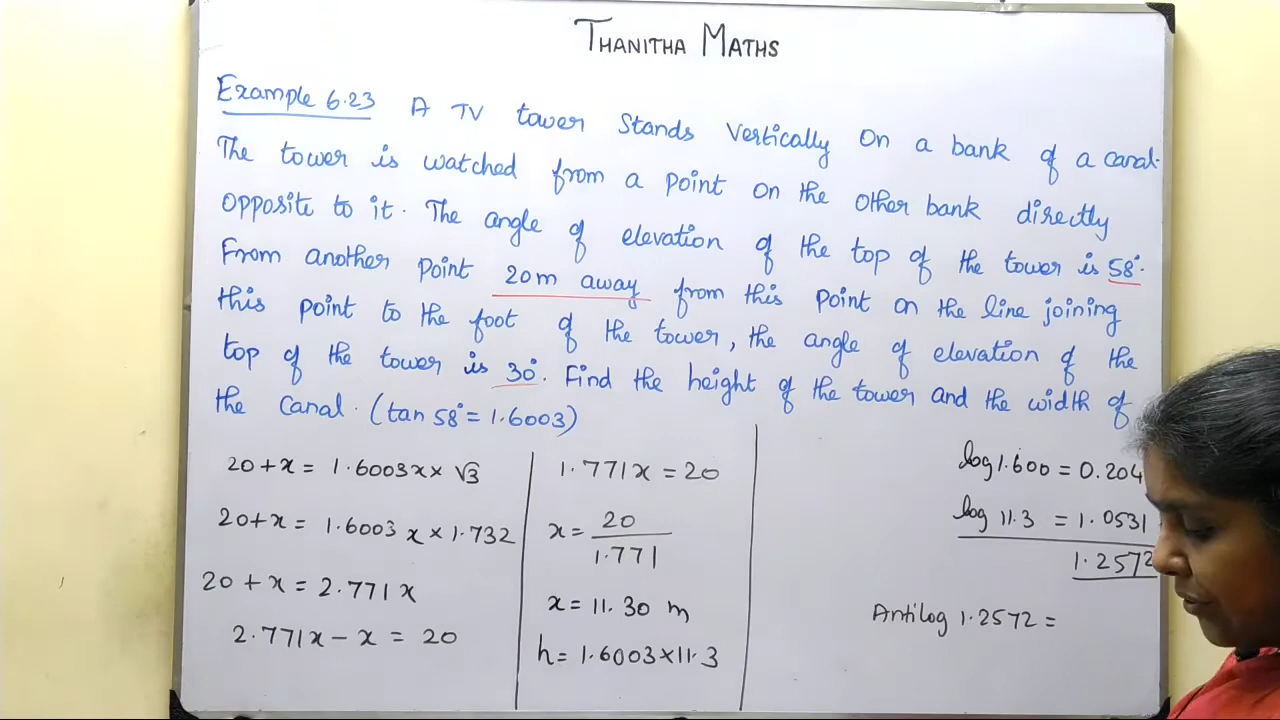 THANITHA MATHS
Example 6.23 A TV tower stands vertically on a bank of a canal.
The tower is watched from a point on the other bank directly
opposite to it. The angle of elevation of the top of the tower is 58°.
From another point 20m away from this point on the line joining
this point to the foot of the tower, the angle of elevation of the
top of the tower is 30°. Find the height of the tower and the width of
the canal. (tan 58° = 1.6003)
20+x = 1.6003x × √3
20+x = 1.6003 x × 1.732
20 + x = 2.771 x
2.771x - x = 20
1.771x = 20
x = 20
1.771
x = 11.30 m
h = 1.6003×11.3
log 1.600 = 0.204
log 11.3 = 1.0531
1.2572
Antilog 1.2572 =